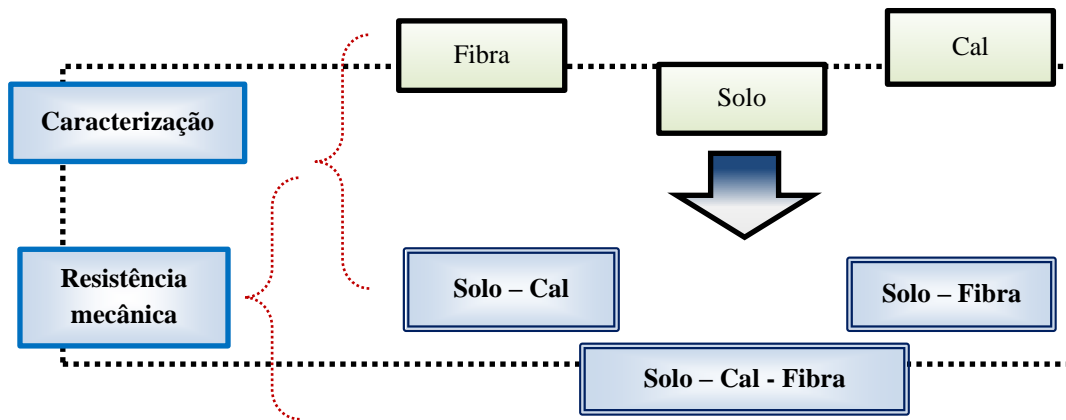 Fibra
Cal
Solo
Caracterização
Resistência
mecânica
Solo – Cal
Solo – Fibra
Solo – Cal - Fibra